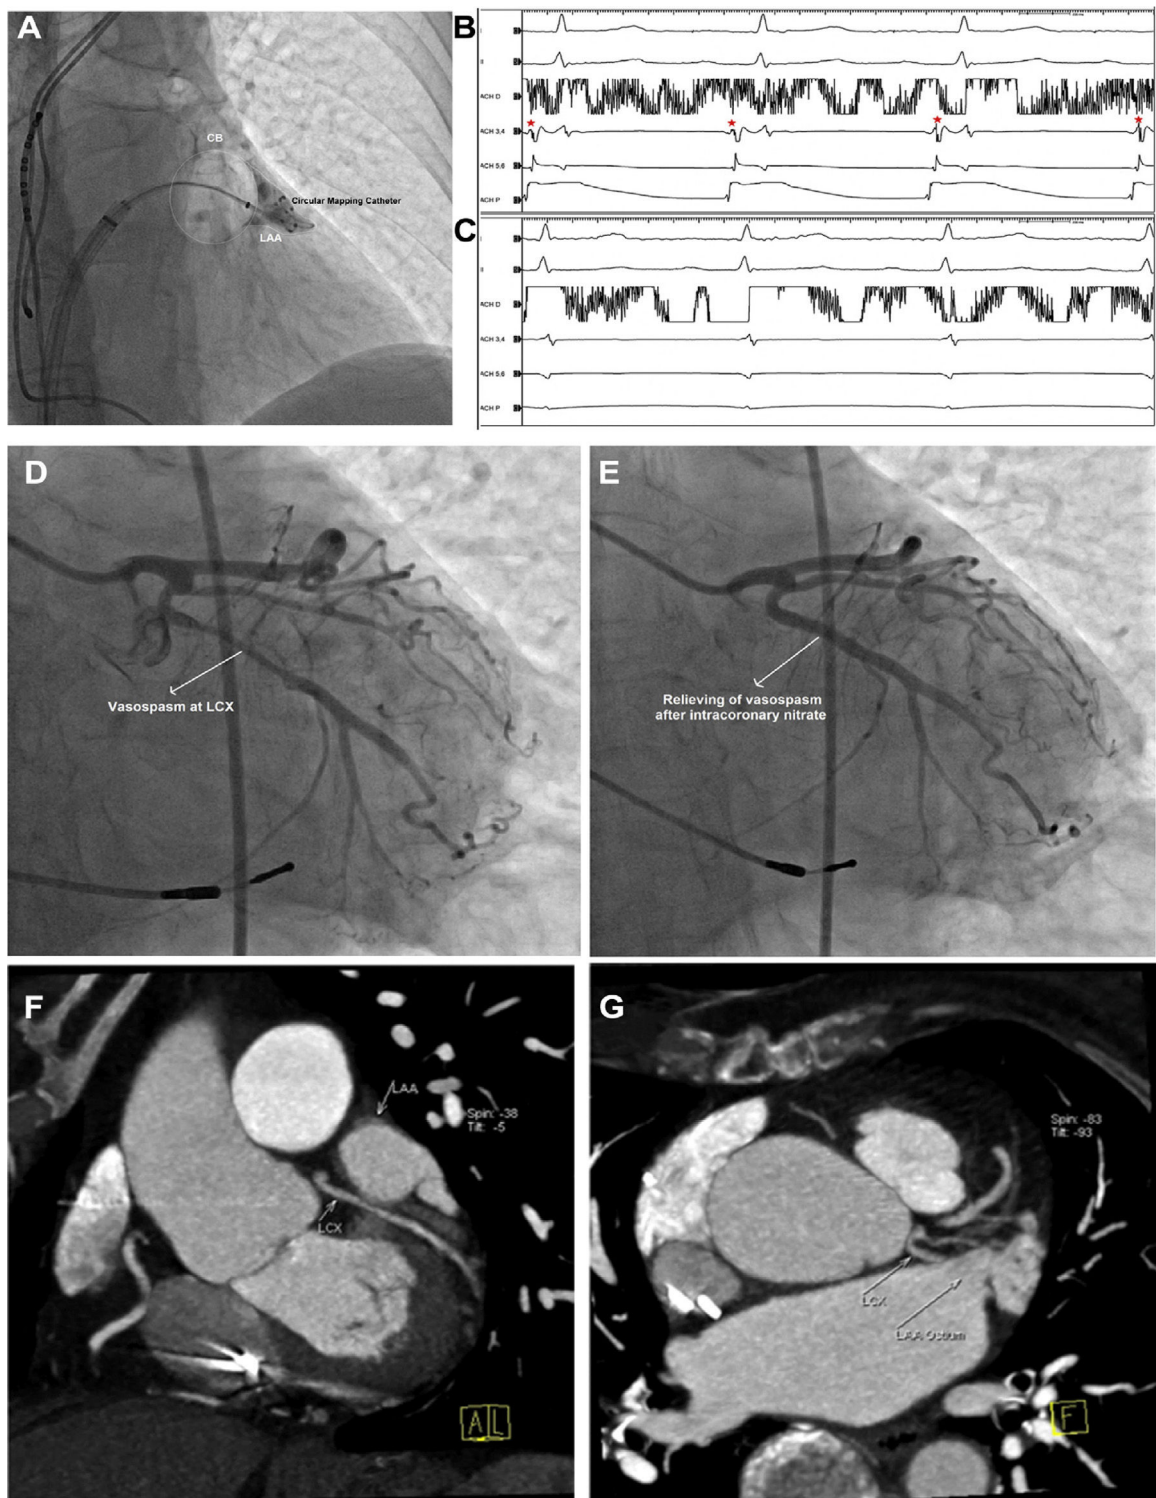 A
CB
Circular Mapping Catheter
LAA
B
I
II
ACH D
ACH 3,4
ACH 5,6
ACH P
C
I
II
ACH D
ACH 3,4
ACH 5,6
ACH P
D
Vasospasm at LCX
E
Relieving of vasospasm
after intracoronary nitrate
F
LAA
Spin: -38
Tilt: -5
LCX
A L
G
Spin: -83
Tilt: -93
LCX
LAA Ostium
F